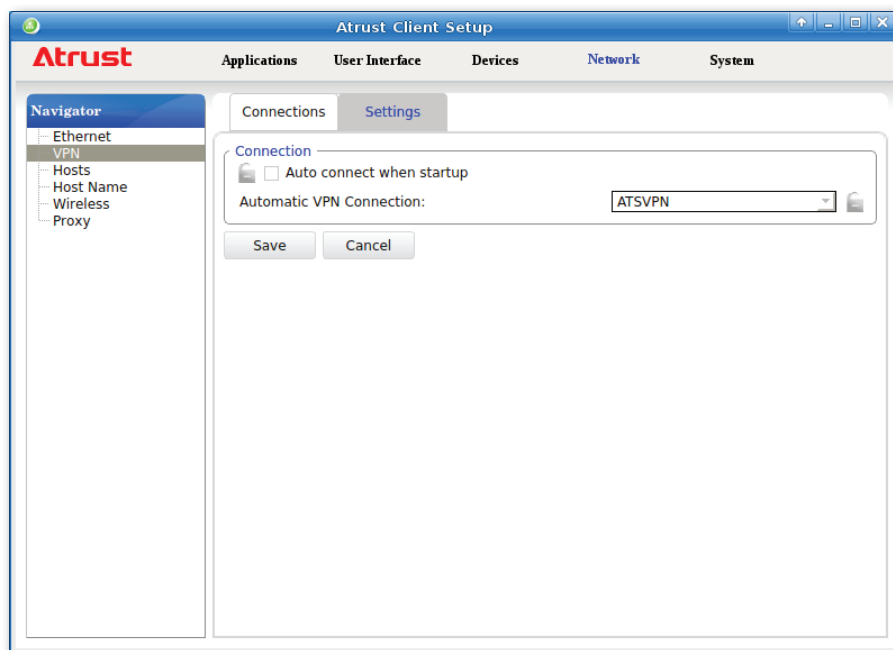 Atrust Client Setup
Atrust Applications User Interface Devices Network System
Navigator
Ethernet
VPN
Hosts
Host Name
Wireless
Proxy
Connections Settings
Connection
Auto connect when startup
Automatic VPN Connection: ATSVPN
Save Cancel